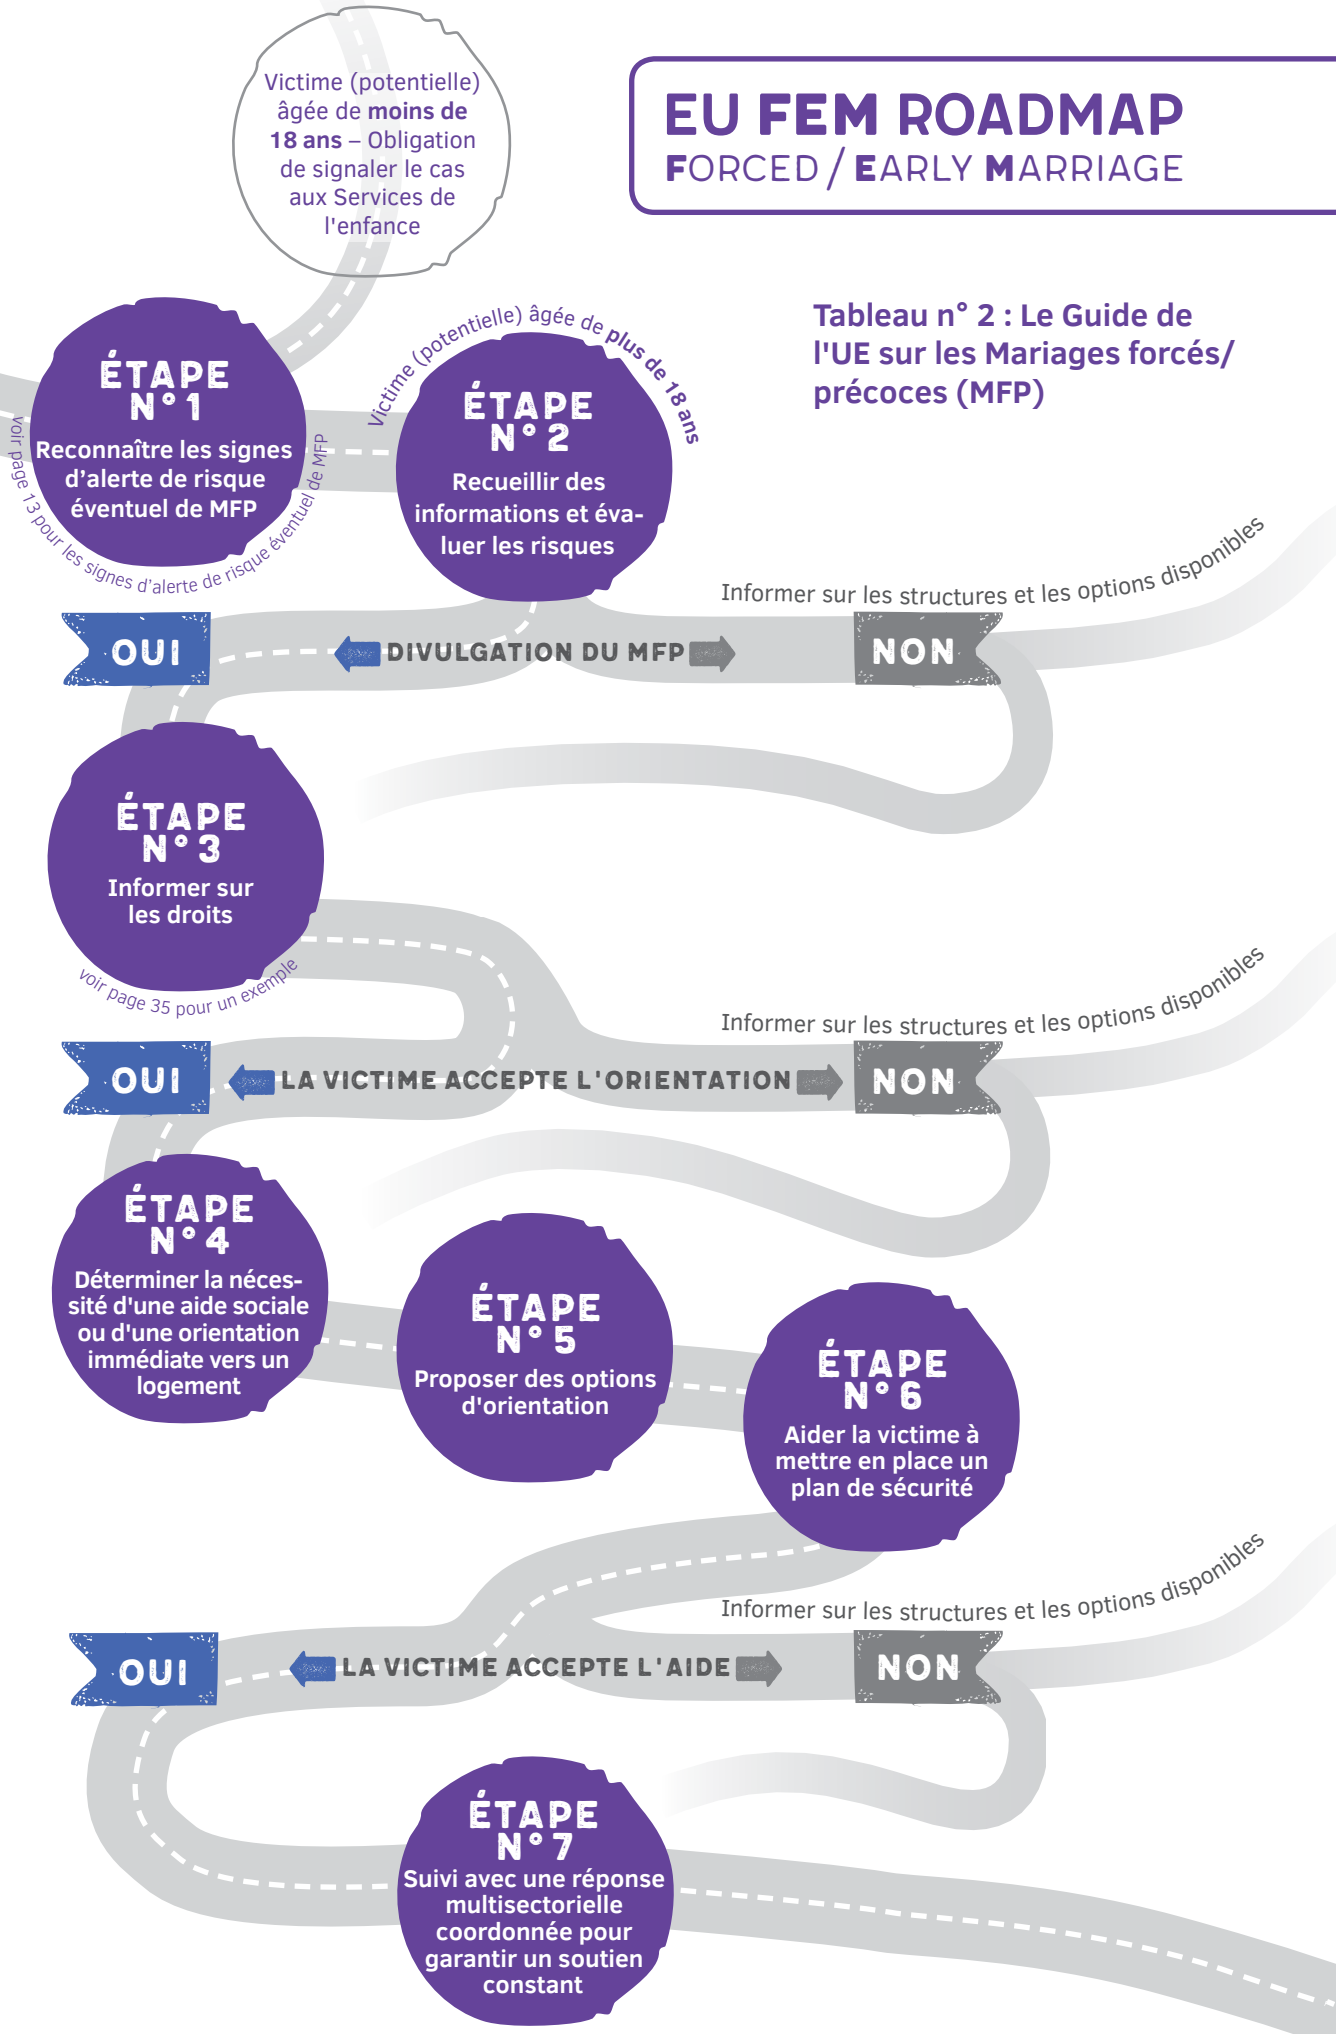 Victime (potentielle)
âgée de moins de
18 ans – Obligation
de signaler le cas
aux Services de
l'enfance
EU FEM ROADMAP
FORCED / EARLY MARRIAGE
Tableau n° 2 : Le Guide de
l'UE sur les Mariages forcés/
précoces (MFP)
ÉTAPE
N° 1
Reconnaître les signes
d’alerte de risque
éventuel de MFP
voir page 13 pour les signes d’alerte de risque éventuel de MFP
Victime (potentielle) âgée de plus de 18 ans
ÉTAPE
N° 2
Recueillir des
informations et éva-
luer les risques
Informer sur les structures et les options disponibles
OUI
DIVULGATION DU MFP
NON
ÉTAPE
N° 3
Informer sur
les droits
voir page 35 pour un exemple
Informer sur les structures et les options disponibles
OUI
LA VICTIME ACCEPTE L'ORIENTATION
NON
ÉTAPE
N° 4
Déterminer la néces-
sité d'une aide sociale
ou d'une orientation
immédiate vers un
logement
ÉTAPE
N° 5
Proposer des options
d'orientation
ÉTAPE
N° 6
Aider la victime à
mettre en place un
plan de sécurité
Informer sur les structures et les options disponibles
OUI
LA VICTIME ACCEPTE L'AIDE
NON
ÉTAPE
N° 7
Suivi avec une réponse
multisectorielle
coordonnée pour
garantir un soutien
constant